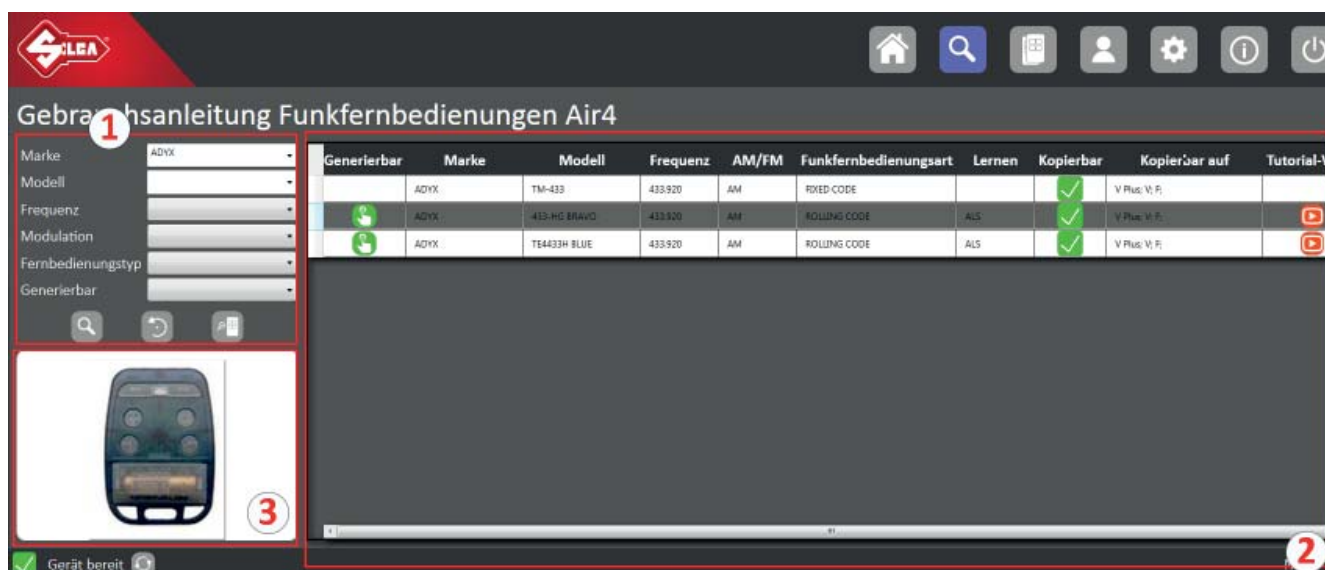 SILCA
Gebrauchsanleitung Funkfernbedienungen Air4
1
Marke ADYX
Modell
Frequenz
Modulation
Fernbedienungstyp
Generierbar
Generierbar Marke Modell Frequenz AM/FM Funkfernbedienungsart Lernen Kopierbar Kopierbar auf Tutorial-V
ADYX TM-433 433.920 AM FIXED CODE V Plus; V; F;
ADYX 433-HG BRAVO 433.920 AM ROLLING CODE ALS V Plus; V; F;
ADYX TE4433H BLUE 433.920 AM ROLLING CODE ALS V Plus; V; F;
3
2
Gerät bereit